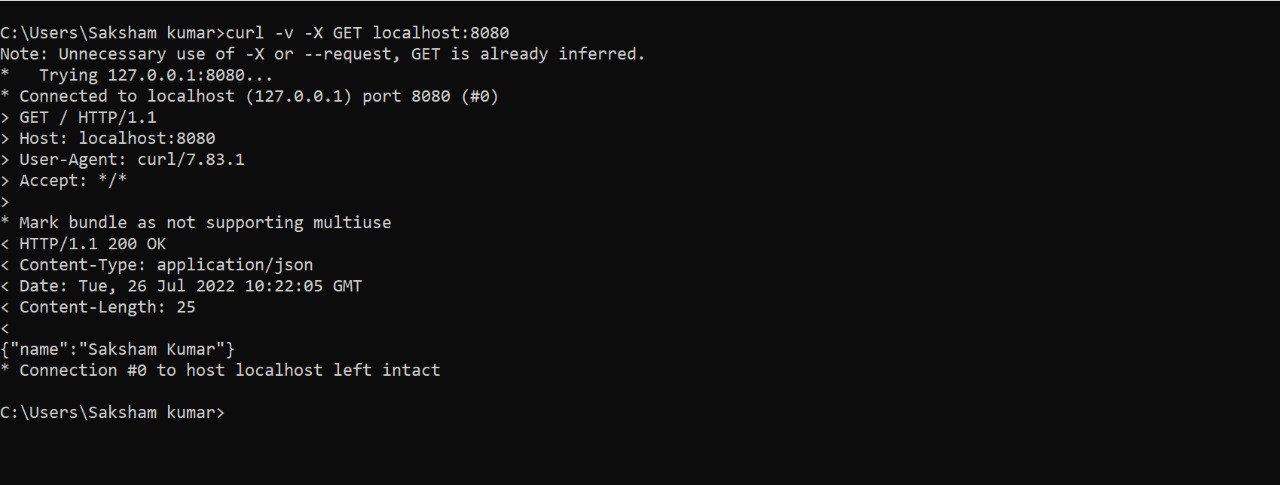 C:\Users\Saksham kumar>curl -v -X GET localhost:8080
Note: Unnecessary use of -X or --request, GET is already inferred.
*   Trying 127.0.0.1:8080...
* Connected to localhost (127.0.0.1) port 8080 (#0)
> GET / HTTP/1.1
> Host: localhost:8080
> User-Agent: curl/7.83.1
> Accept: */*
>
* Mark bundle as not supporting multiuse
< HTTP/1.1 200 OK
< Content-Type: application/json
< Date: Tue, 26 Jul 2022 10:22:05 GMT
< Content-Length: 25
<
{"name":"Saksham Kumar"}
* Connection #0 to host localhost left intact
C:\Users\Saksham kumar>